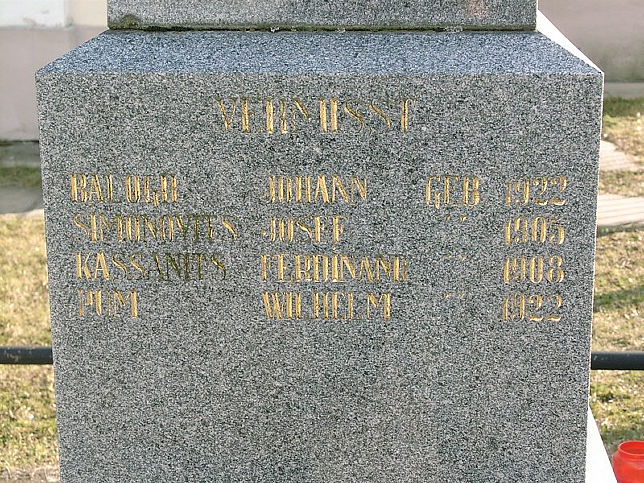 VERMISST
BALOGH JOHANN GEB 1922
SIMONOVITS JOSEF " 1905
KASSANITS FERDINAND " 1908
PUM WILHELM " 1922